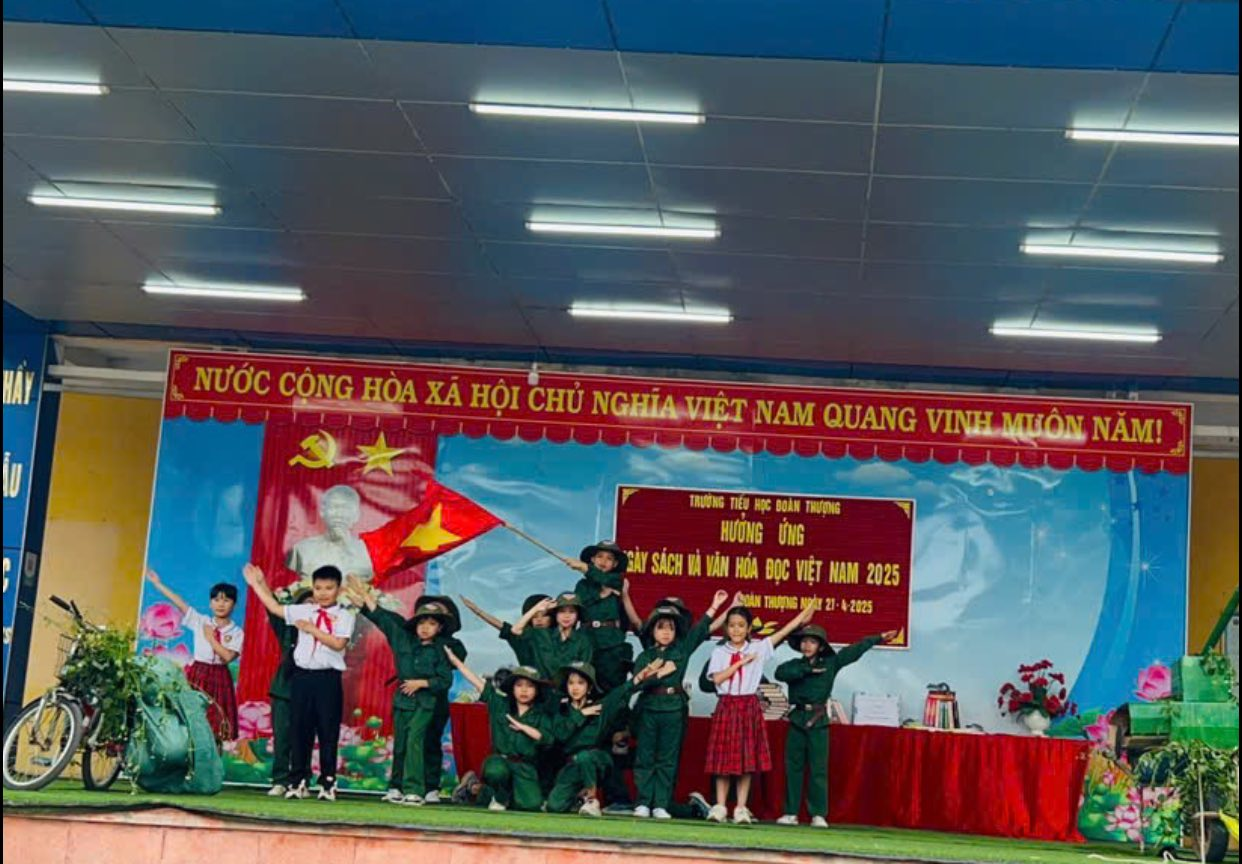 NƯỚC CỘNG HÒA XÃ HỘI CHỦ NGHĨA VIỆT NAM QUANG VINH MUÔN NĂM!
TRƯỜNG TIỂU HỌC ĐOÀN THƯỢNG
HƯỞNG ỨNG
GÀY SÁCH VÀ VĂN HÓA ĐỌC VIỆT NAM 2025
ĐOÀN THƯỢNG NGÀY 21-4-2025